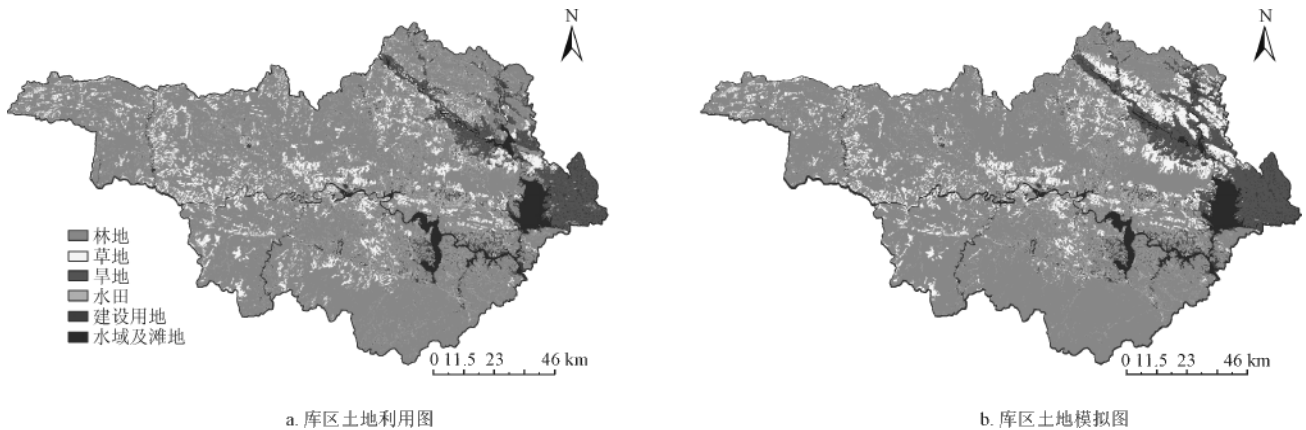 N
N
林地
草地
旱地
水田
建设用地
水域及滩地
0 11.5 23 46 km
0 11.5 23 46 km
a. 库区土地利用图
b. 库区土地模拟图